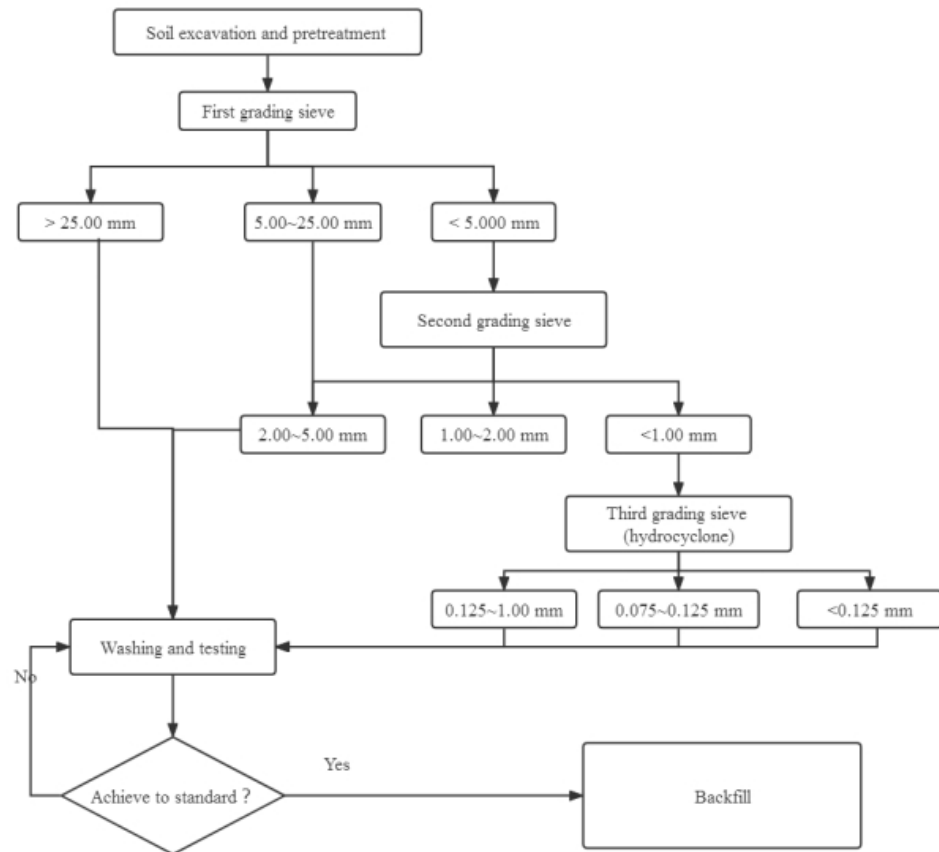 Soil excavation and pretreatment
First grading sieve
> 25.00 mm
5.00~25.00 mm
< 5.000 mm
Second grading sieve
2.00~5.00 mm
1.00~2.00 mm
<1.00 mm
Third grading sieve
(hydrocyclone)
0.125~1.00 mm
0.075~0.125 mm
<0.125 mm
Washing and testing
No
Achieve to standard ?
Yes
Backfill